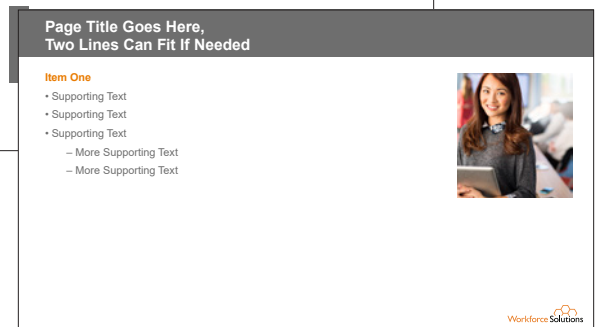 Page Title Goes Here,
Two Lines Can Fit If Needed
Item One
• Supporting Text
• Supporting Text
• Supporting Text
– More Supporting Text
– More Supporting Text
Workforce Solutions